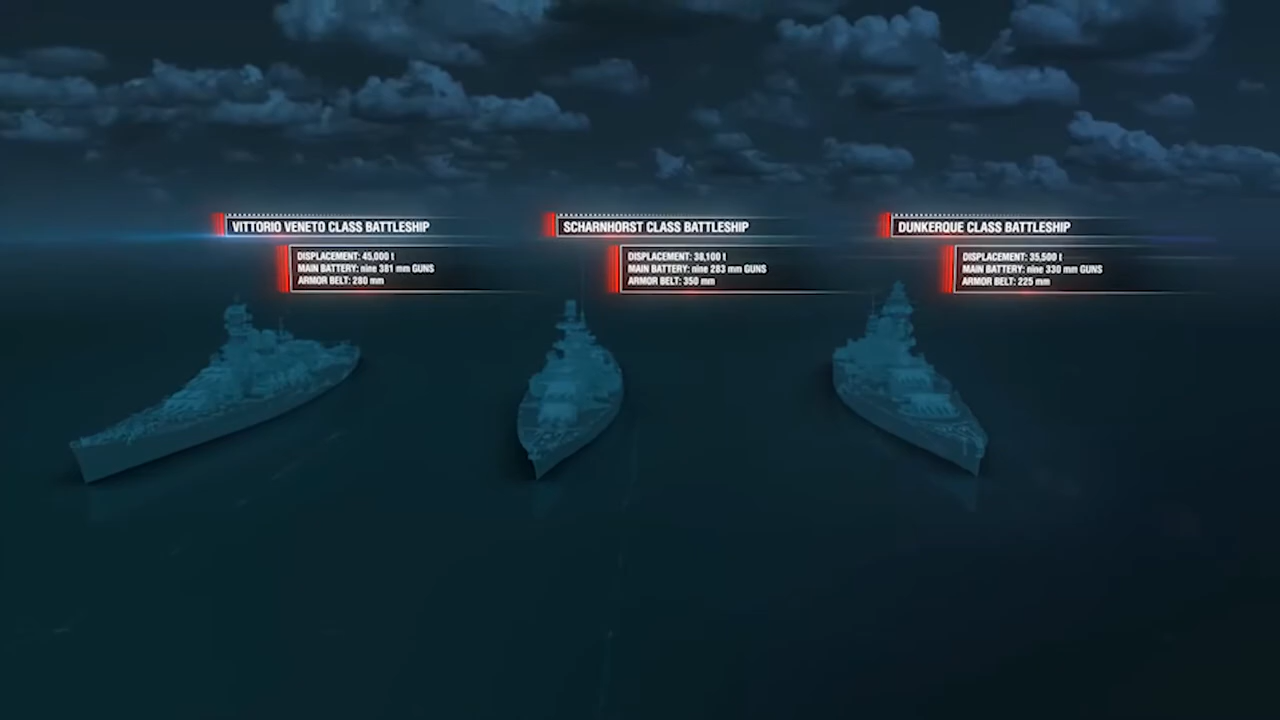 VITTORIO VENETO CLASS BATTLESHIP
DISPLACEMENT: 45,000 t
MAIN BATTERY: nine 381 mm GUNS
ARMOR BELT: 280 mm
SCHARNHORST CLASS BATTLESHIP
DISPLACEMENT: 38,100 t
MAIN BATTERY: nine 283 mm GUNS
ARMOR BELT: 350 mm
DUNKERQUE CLASS BATTLESHIP
DISPLACEMENT: 35,500 t
MAIN BATTERY: nine 330 mm GUNS
ARMOR BELT: 225 mm